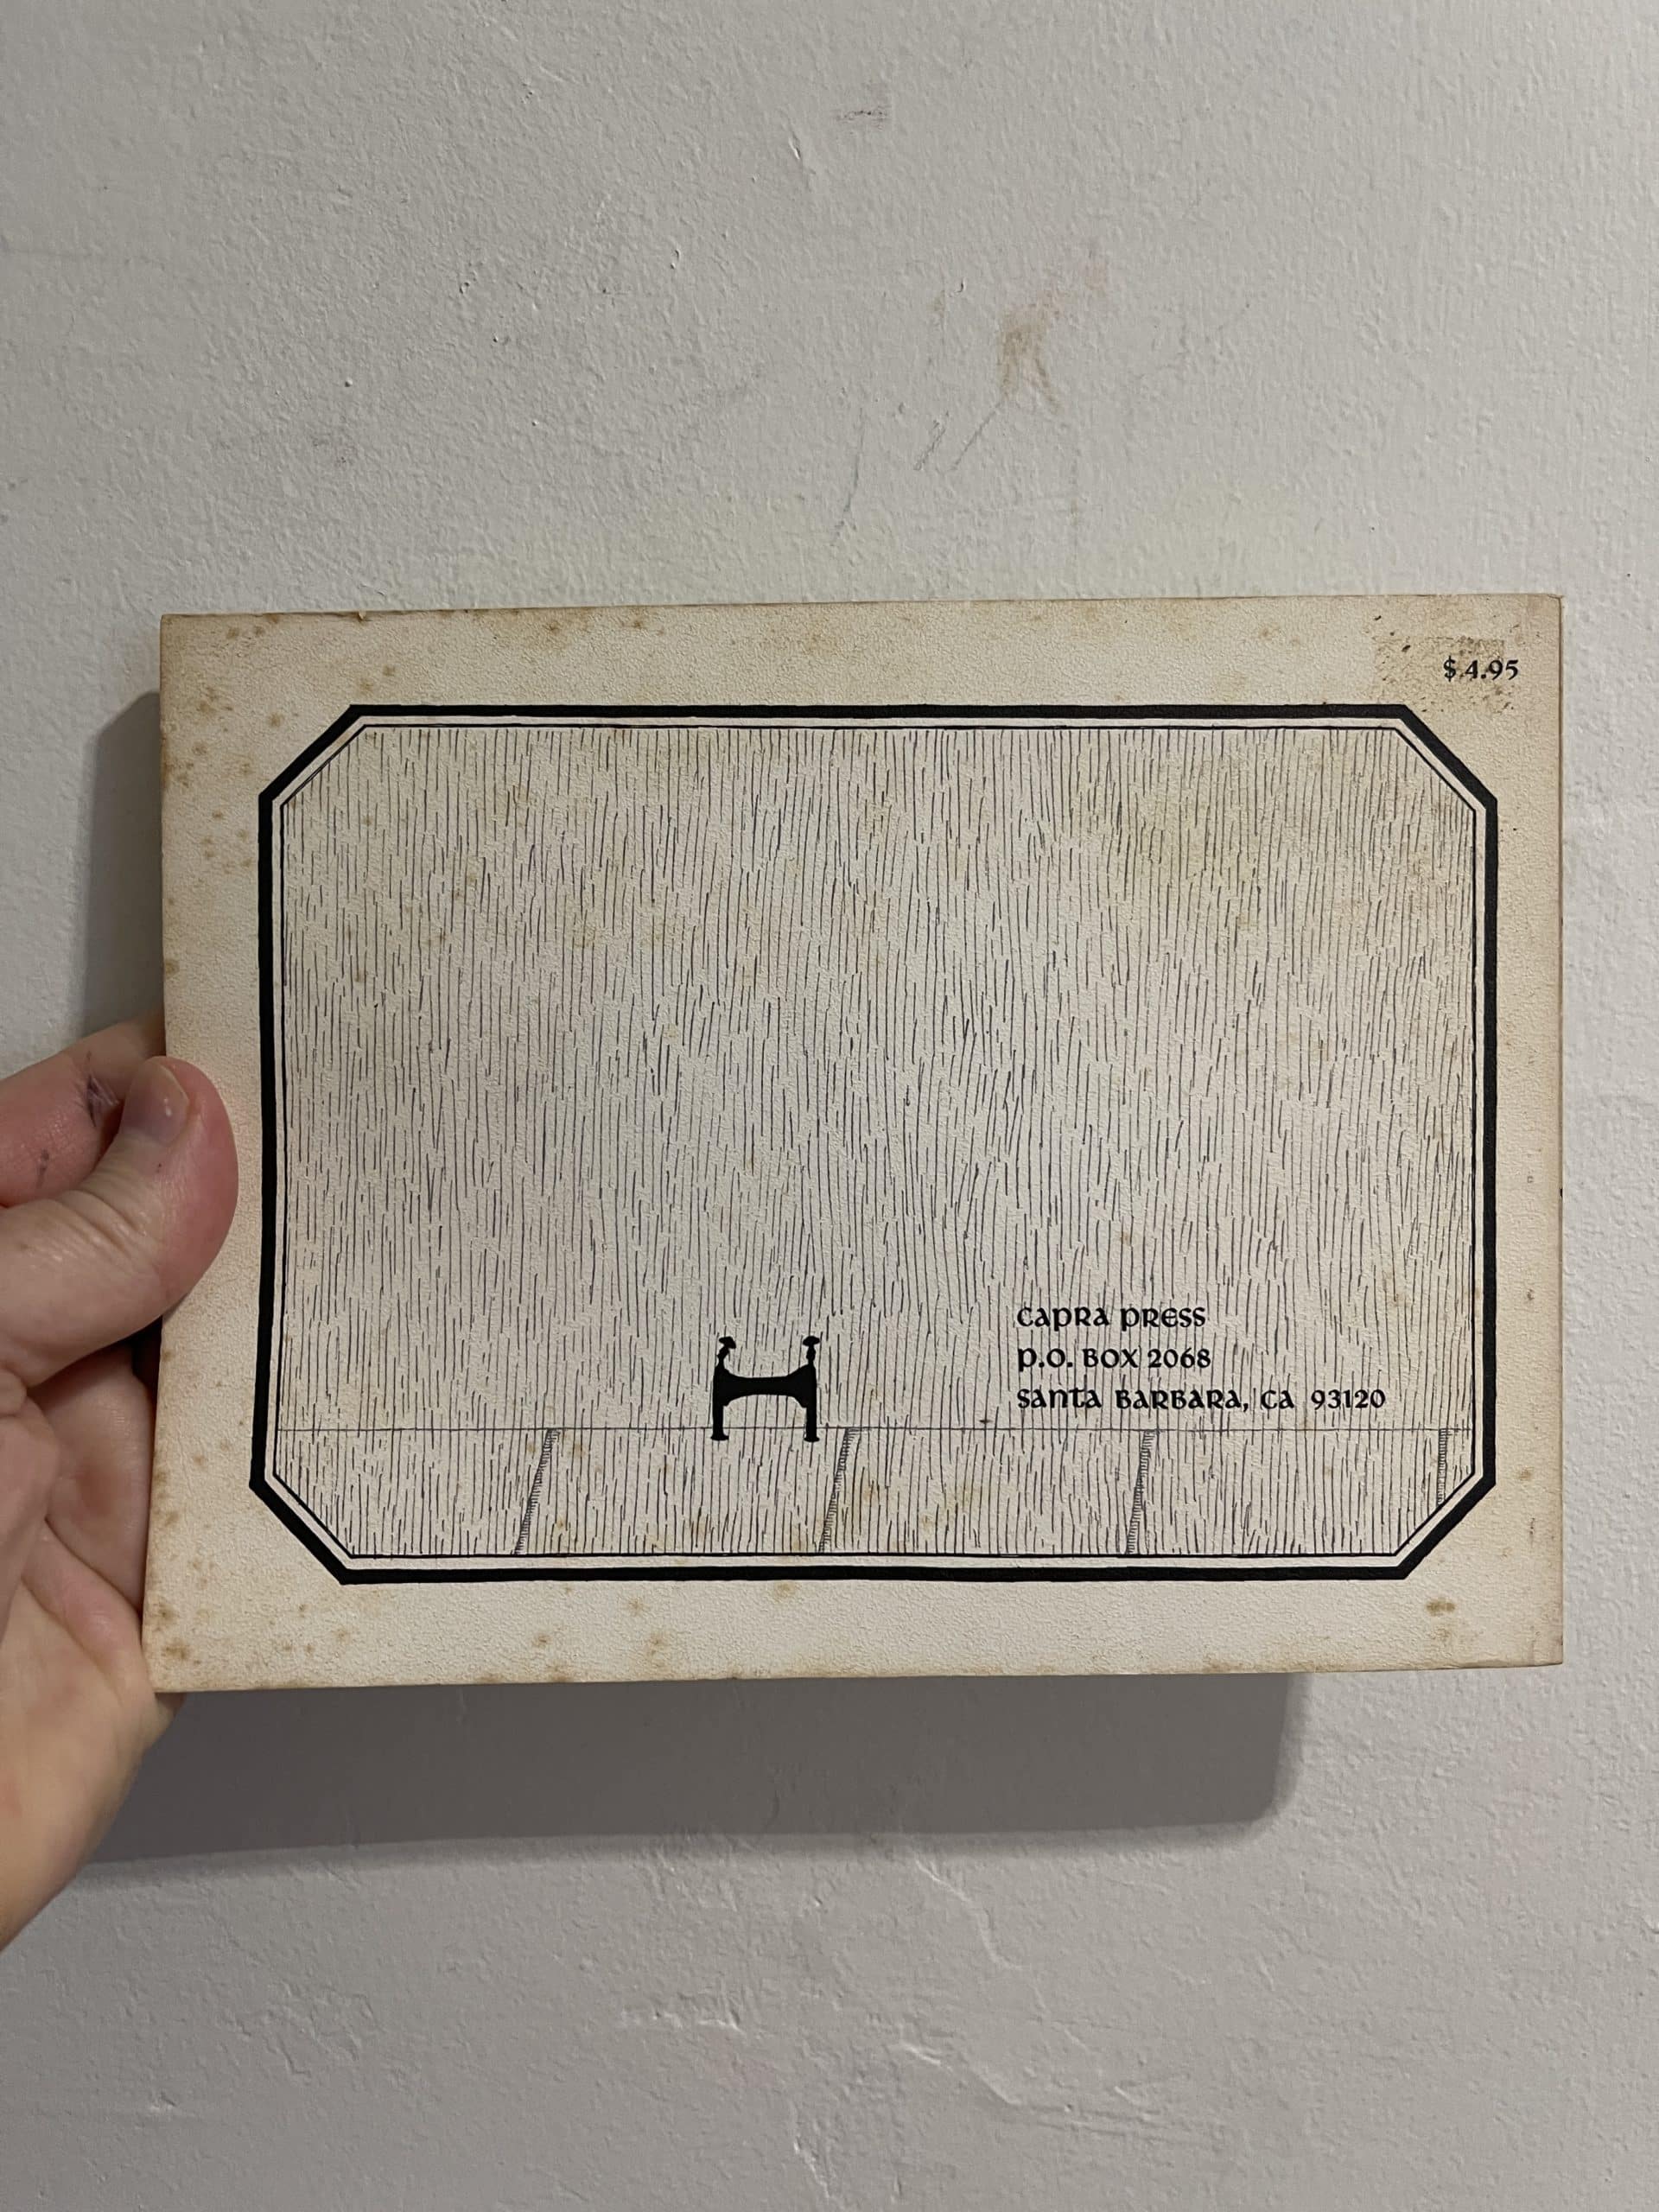 $4.95
CAPRA PRESS
P.O. BOX 2068
SANTA BARBARA, CA 93120